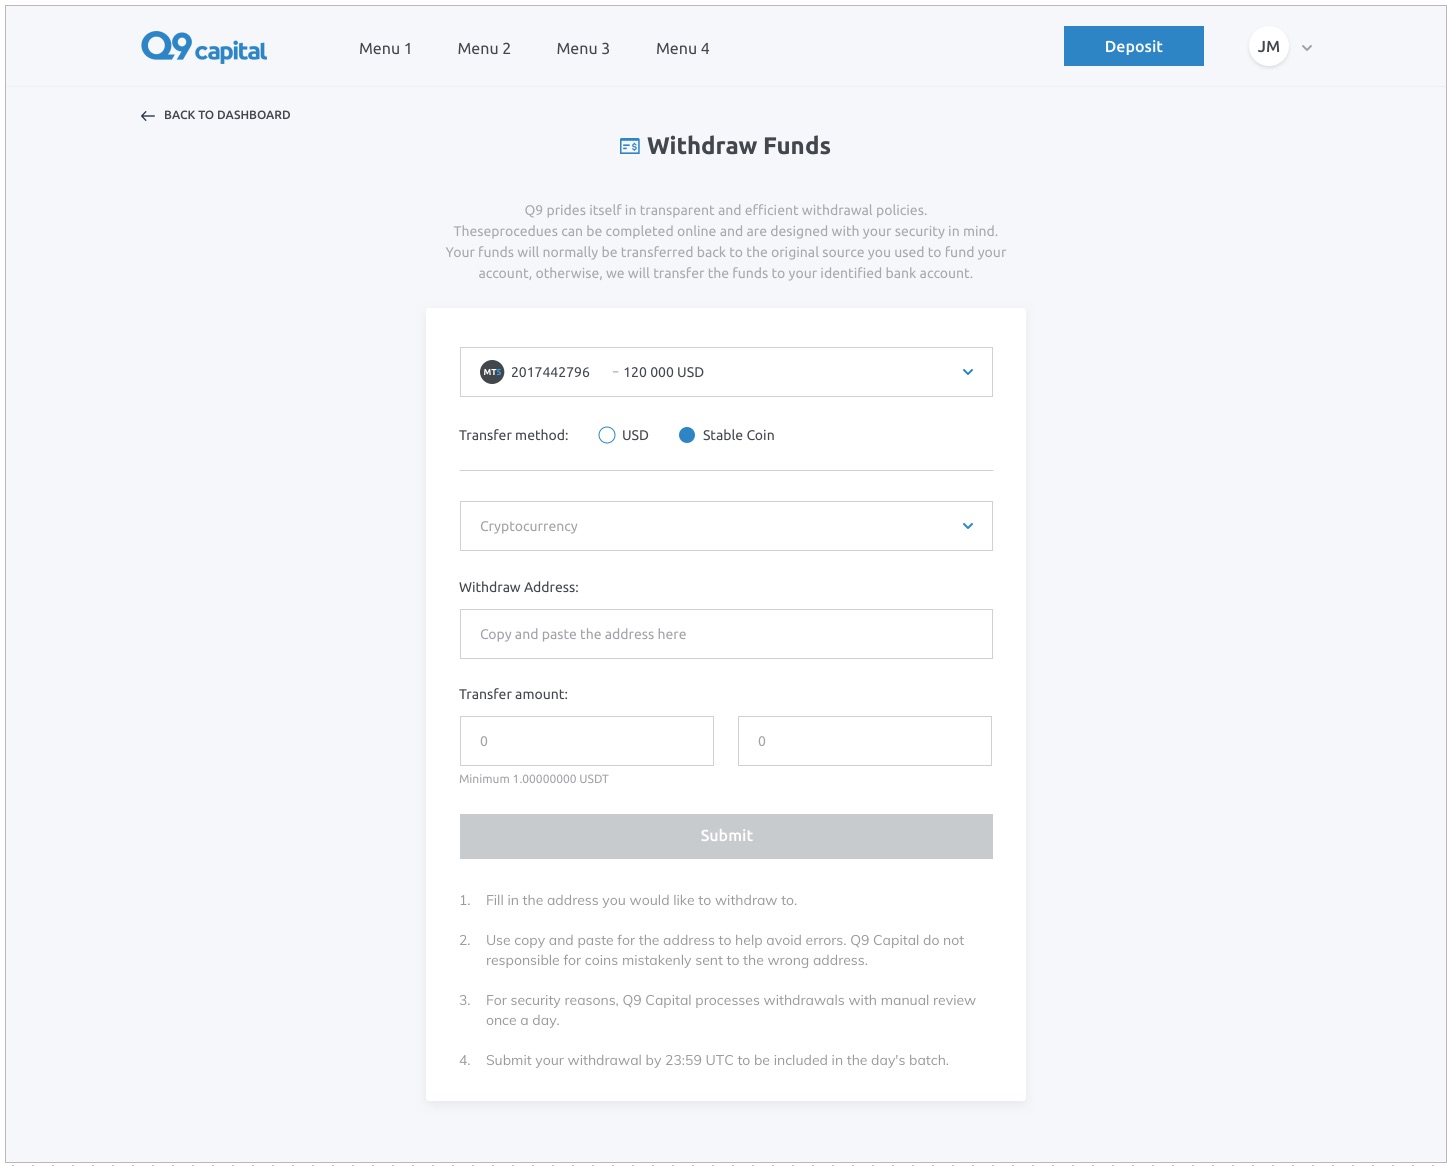 Q9 capital
Menu 1
Menu 2
Menu 3
Menu 4
Deposit
JM
BACK TO DASHBOARD
Withdraw Funds
Q9 prides itself in transparent and efficient withdrawal policies.
Theseprocedues can be completed online and are designed with your security in mind.
Your funds will normally be transferred back to the original source you used to fund your
account, otherwise, we will transfer the funds to your identified bank account.
MT5 2017442796 – 120 000 USD
Transfer method: USD Stable Coin
Cryptocurrency
Withdraw Address:
Copy and paste the address here
Transfer amount:
0
0
Minimum 1.00000000 USDT
Submit
1. Fill in the address you would like to withdraw to.
2. Use copy and paste for the address to help avoid errors. Q9 Capital do not
responsible for coins mistakenly sent to the wrong address.
3. For security reasons, Q9 Capital processes withdrawals with manual review
once a day.
4. Submit your withdrawal by 23:59 UTC to be included in the day's batch.